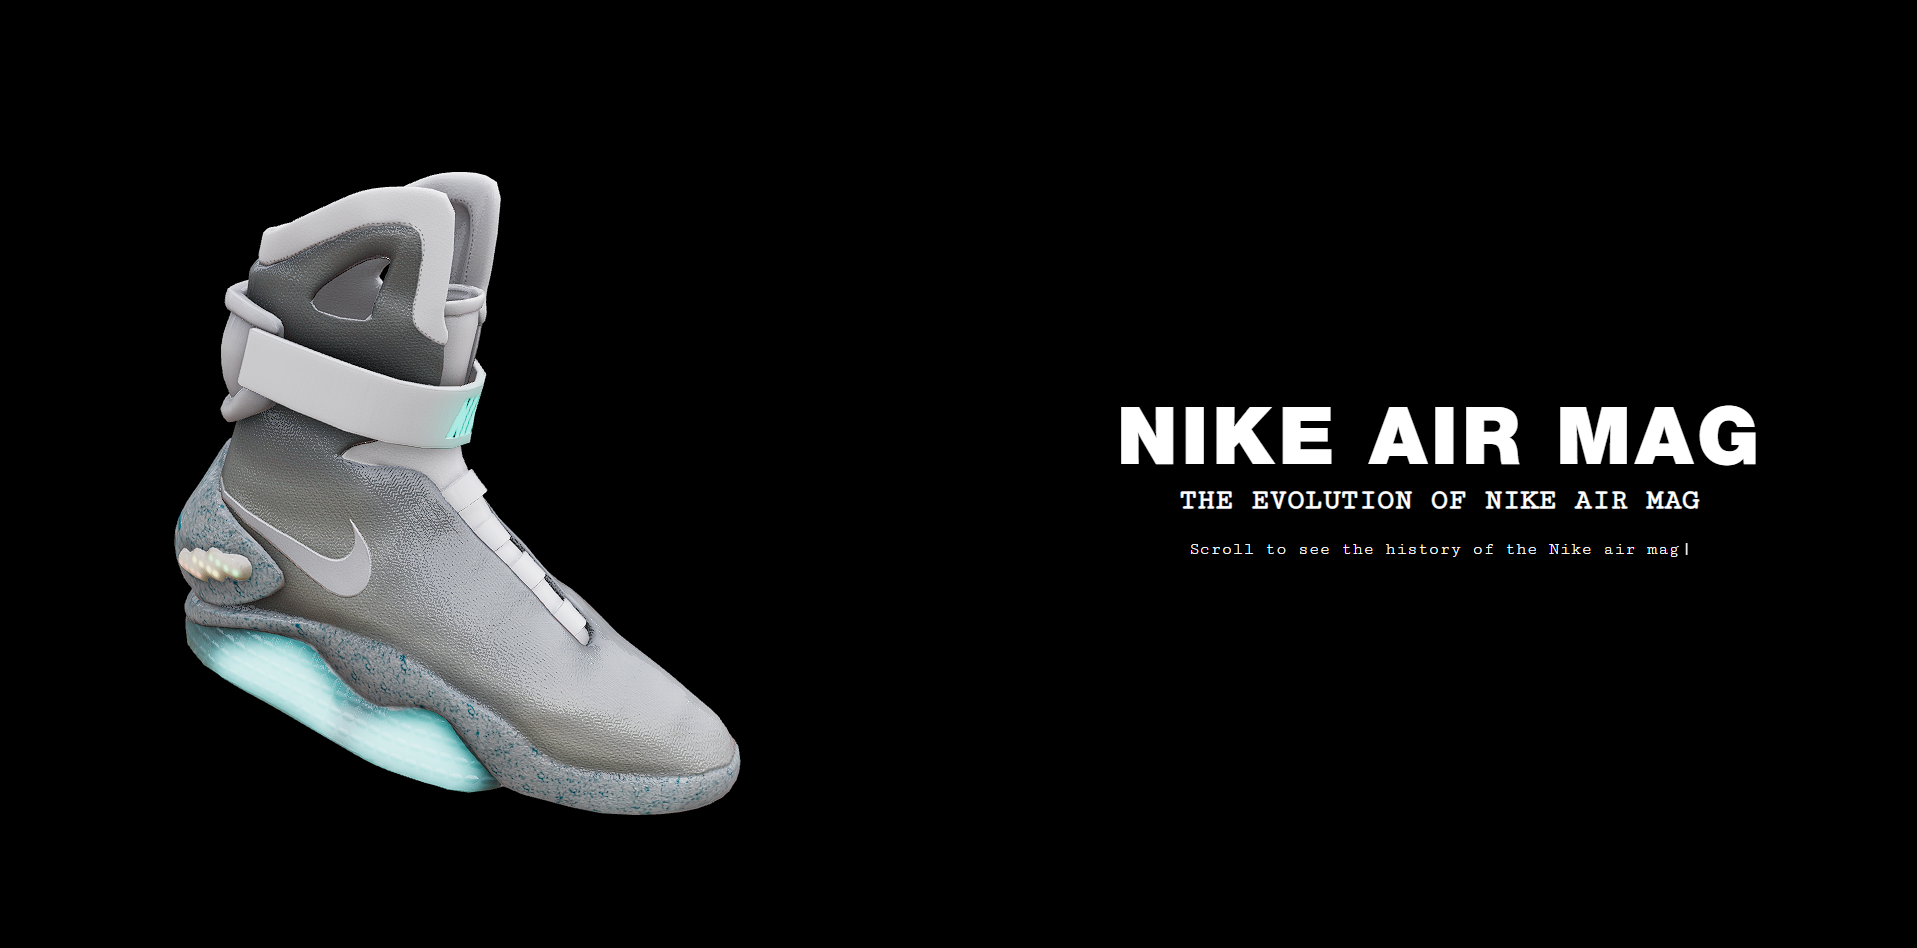 NIKE AIR MAG
THE EVOLUTION OF NIKE AIR MAG
Scroll to see the history of the Nike air mag|